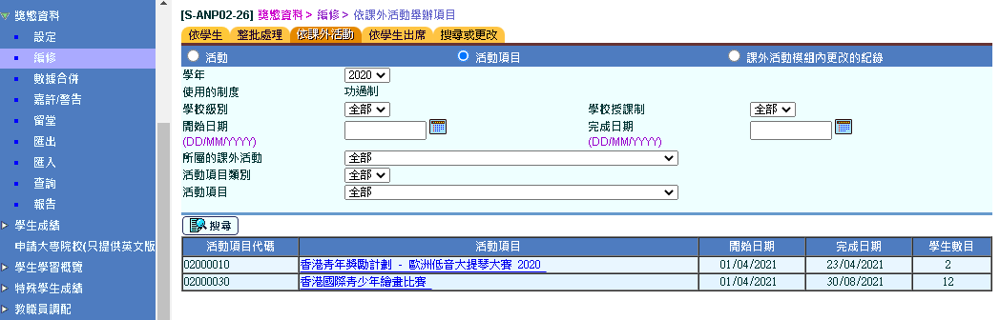 獎懲資料
設定
編修
數據合併
嘉許/警告
留堂
匯出
匯入
查詢
報告
學生成績
申請大專院校(只提供英文版
學生學習概覽
特殊學生成績
教職員調配
[S-ANP02-26] 獎懲資料 > 編修 > 依課外活動舉辦項目
依學生 整批處理 依課外活動 依學生出席 搜尋或更改
活動 活動項目 課外活動模組內更改的紀錄
學年 2020
使用的制度 功過制
學校級別 全部 學校授課制 全部
開始日期 完成日期
(DD/MM/YYYY) (DD/MM/YYYY)
所屬的課外活動 全部
活動項目類別 全部
活動項目 全部
搜尋
活動項目代碼 活動項目 開始日期 完成日期 學生數目
02000010 香港青年獎勵計劃 - 歐洲低音大提琴大賽 2020 01/04/2021 23/04/2021 2
02000030 香港國際青少年繪畫比賽 01/04/2021 30/08/2021 12